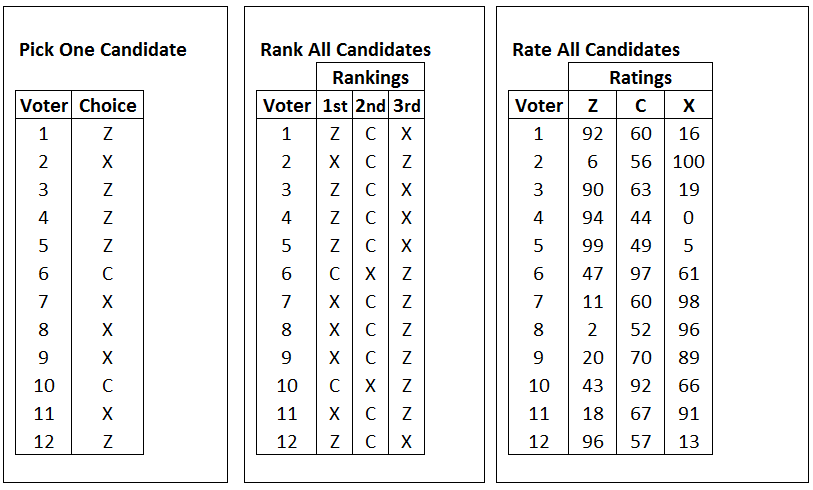 Pick One Candidate
Voter Choice
1 Z
2 X
3 Z
4 Z
5 Z
6 C
7 X
8 X
9 X
10 C
11 X
12 Z
Rank All Candidates
Rankings
Voter 1st 2nd 3rd
1 Z C X
2 X C Z
3 Z C X
4 Z C X
5 Z C X
6 C X Z
7 X C Z
8 X C Z
9 X C Z
10 C X Z
11 X C Z
12 Z C X
Rate All Candidates
Ratings
Voter Z C X
1 92 60 16
2 6 56 100
3 90 63 19
4 94 44 0
5 99 49 5
6 47 97 61
7 11 60 98
8 2 52 96
9 20 70 89
10 43 92 66
11 18 67 91
12 96 57 13